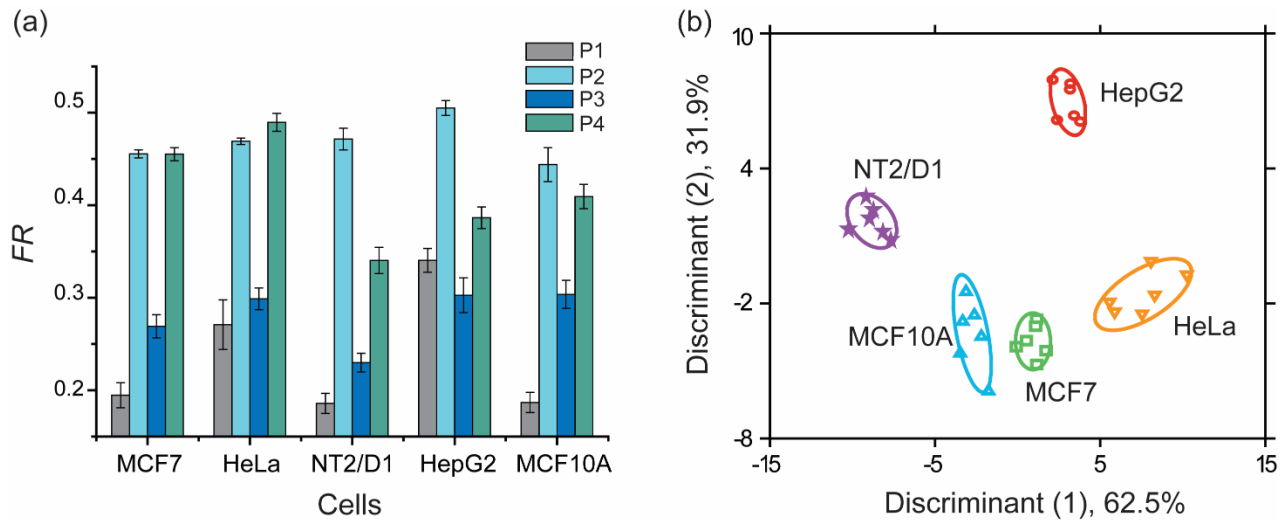 (a)
P1
P2
P3
P4
FR
0.5
0.4
0.3
0.2
MCF7 HeLa NT2/D1 HepG2 MCF10A
Cells
(b)
Discriminant (2), 31.9%
10
4
-2
-8
HepG2
NT2/D1
MCF10A
HeLa
MCF7
-15 -5 5 15
Discriminant (1), 62.5%